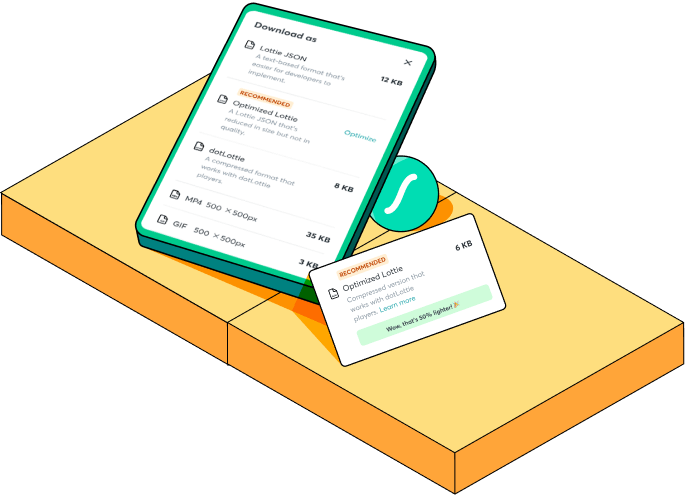 Download as
Lottie JSON
12 KB
A text-based format that's
easier for developers to
implement.
RECOMMENDED
Optimized Lottie
Optimize
A Lottie JSON that's
reduced in size but not in
quality.
dotLottie
8 KB
A compressed format that
works with dotLottie
players.
MP4 500 ×500px
35 KB
GIF 500 ×500px
3 KB
RECOMMENDED
6 KB
Optimized Lottie
Compressed version that
works with dotLottie
players. Learn more
Wow, that's 50% lighter! 🎉